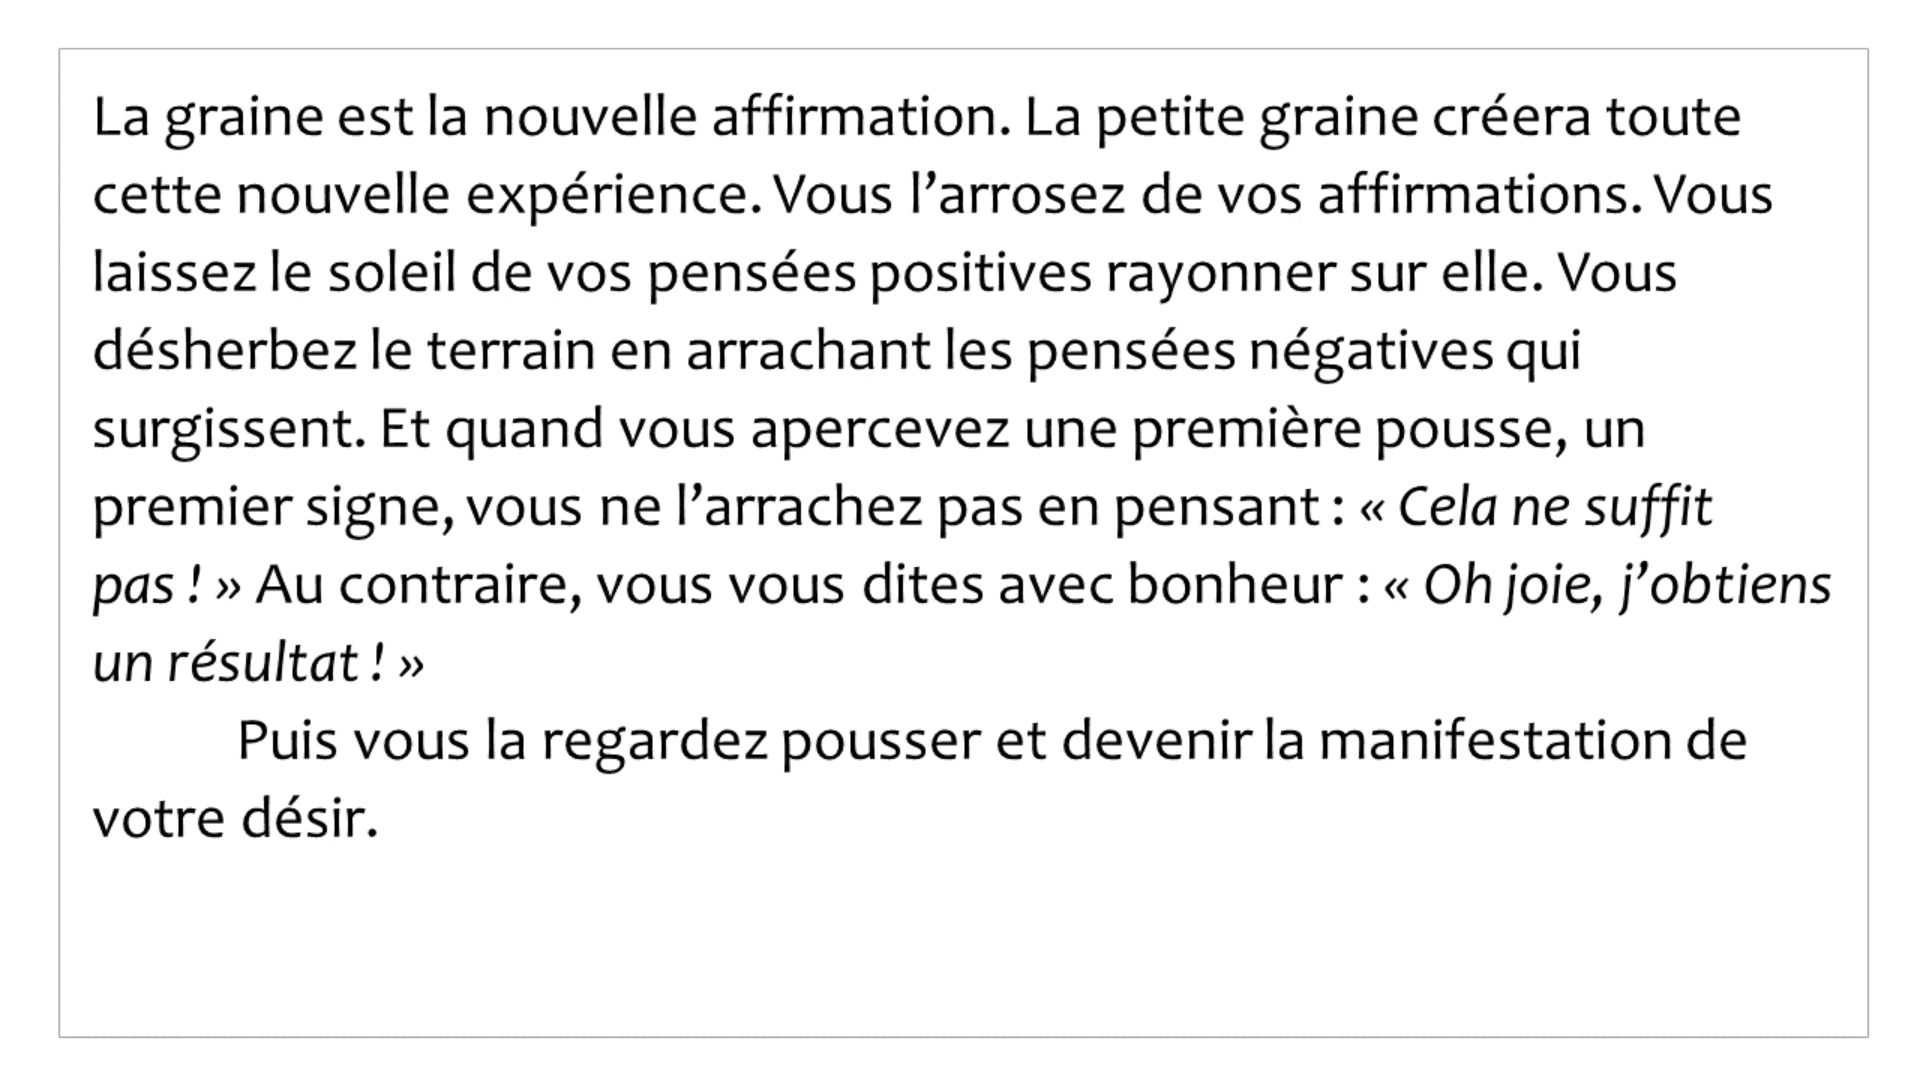 La graine est la nouvelle affirmation. La petite graine créera toute
cette nouvelle expérience. Vous l’arrosez de vos affirmations. Vous
laissez le soleil de vos pensées positives rayonner sur elle. Vous
désherbez le terrain en arrachant les pensées négatives qui
surgissent. Et quand vous apercevez une première pousse, un
premier signe, vous ne l’arrachez pas en pensant : « Cela ne suffit
pas ! » Au contraire, vous vous dites avec bonheur : « Oh joie, j’obtiens
un résultat ! »
Puis vous la regardez pousser et devenir la manifestation de
votre désir.